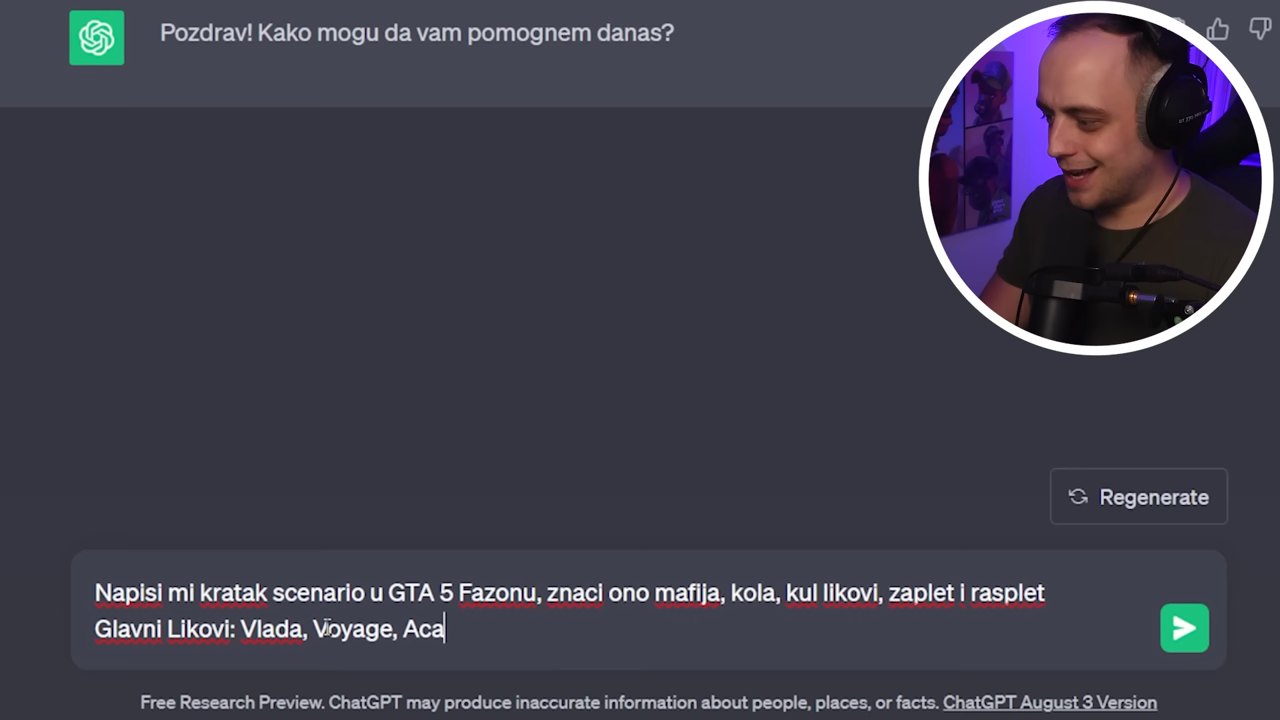 Pozdrav! Kako mogu da vam pomognem danas?
Regenerate
Napisi mi kratak scenario u GTA 5 Fazonu, znaci ono mafija, kola, kul likovi, zaplet i rasplet
Glavni Likovi: Vlada, Voyage, Aca
Free Research Preview. ChatGPT may produce inaccurate information about people, places, or facts. ChatGPT August 3 Version